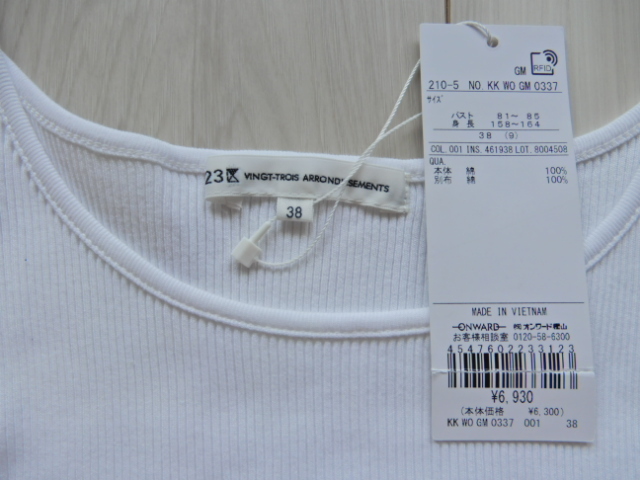 23区 VINGT-TROIS ARRONDISSEMENTS
38
GM RFID
210-5 NO. KK WO GM 0337
サイズ
バスト 81～ 85
身長 158～164
38 (9)
COL. 001 INS. 461938 LOT. 8004508
QUA.
本体 綿 100%
別布 綿 100%
MADE IN VIETNAM
ONWARD 株式会社オンワード樫山
お客様相談室 0120-58-6300
4547602233123
¥6,930
(本体価格 ¥6,300)
KK WO GM 0337 001 38